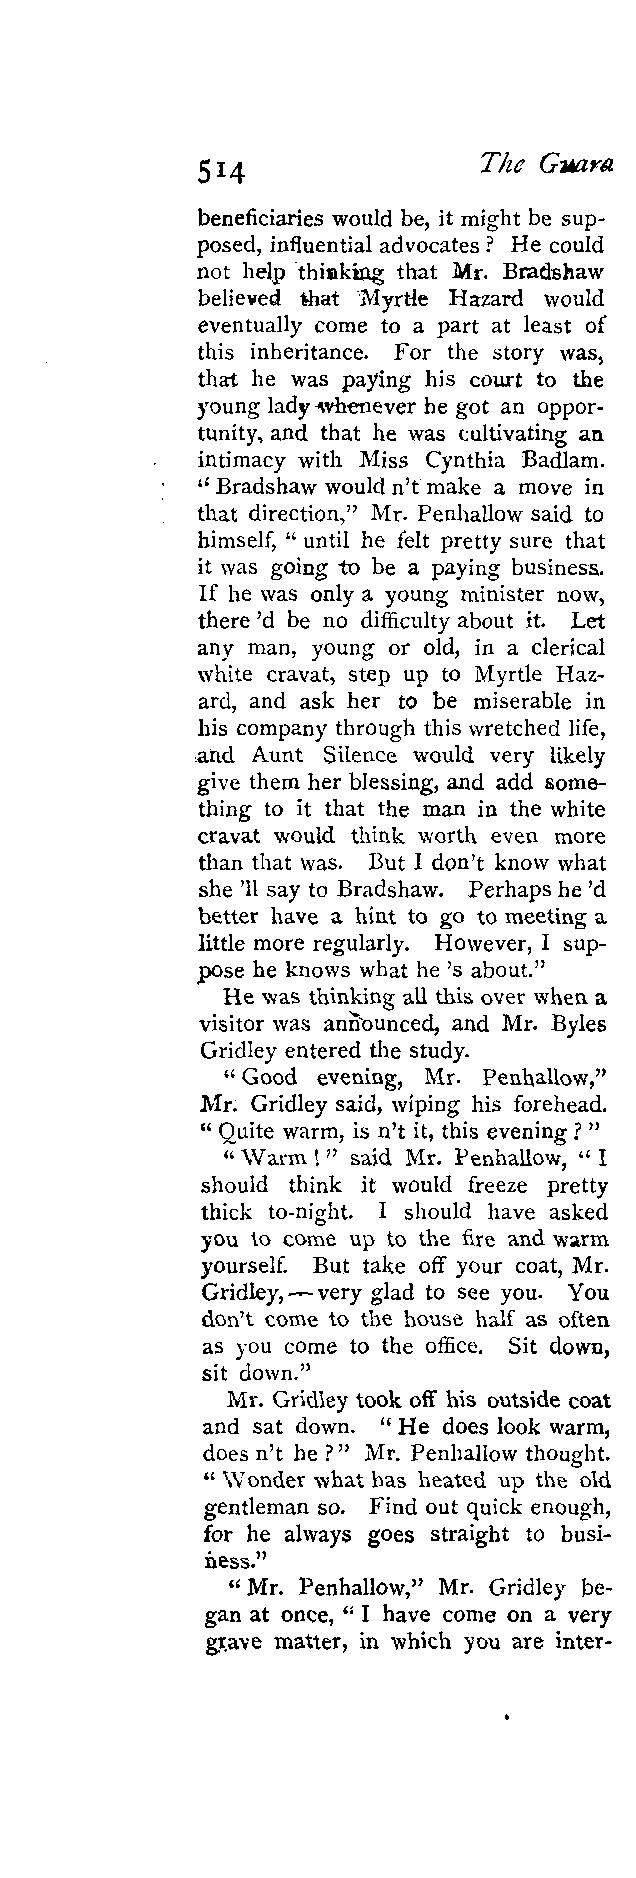 514 The Guara
beneficiaries would be, it might be sup-
posed, influential advocates? He could
not help thinking that Mr. Bradshaw
believed that Myrtle Hazard would
eventually come to a part at least of
this inheritance. For the story was,
that he was paying his court to the
young lady whenever he got an oppor-
tunity, and that he was cultivating an
intimacy with Miss Cynthia Badlam.
"Bradshaw would n't make a move in
that direction," Mr. Penhallow said to
himself, "until he felt pretty sure that
it was going to be a paying business.
If he was only a young minister now,
there 'd be no difficulty about it. Let
any man, young or old, in a clerical
white cravat, step up to Myrtle Haz-
ard, and ask her to be miserable in
his company through this wretched life,
and Aunt Silence would very likely
give them her blessing, and add some-
thing to it that the man in the white
cravat would think worth even more
than that was. But I don't know what
she 'll say to Bradshaw. Perhaps he 'd
better have a hint to go to meeting a
little more regularly. However, I sup-
pose he knows what he 's about."
He was thinking all this over when a
visitor was announced, and Mr. Byles
Gridley entered the study.
"Good evening, Mr. Penhallow,"
Mr. Gridley said, wiping his forehead.
"Quite warm, is n't it, this evening?"
"Warm!" said Mr. Penhallow, "I
should think it would freeze pretty
thick to-night. I should have asked
you to come up to the fire and warm
yourself. But take off your coat, Mr.
Gridley,—very glad to see you. You
don't come to the house half as often
as you come to the office. Sit down,
sit down."
Mr. Gridley took off his outside coat
and sat down. "He does look warm,
does n't he?" Mr. Penhallow thought.
"Wonder what has heated up the old
gentleman so. Find out quick enough,
for he always goes straight to busi-
ness."
"Mr. Penhallow," Mr. Gridley be-
gan at once, "I have come on a very
grave matter, in which you are inter-